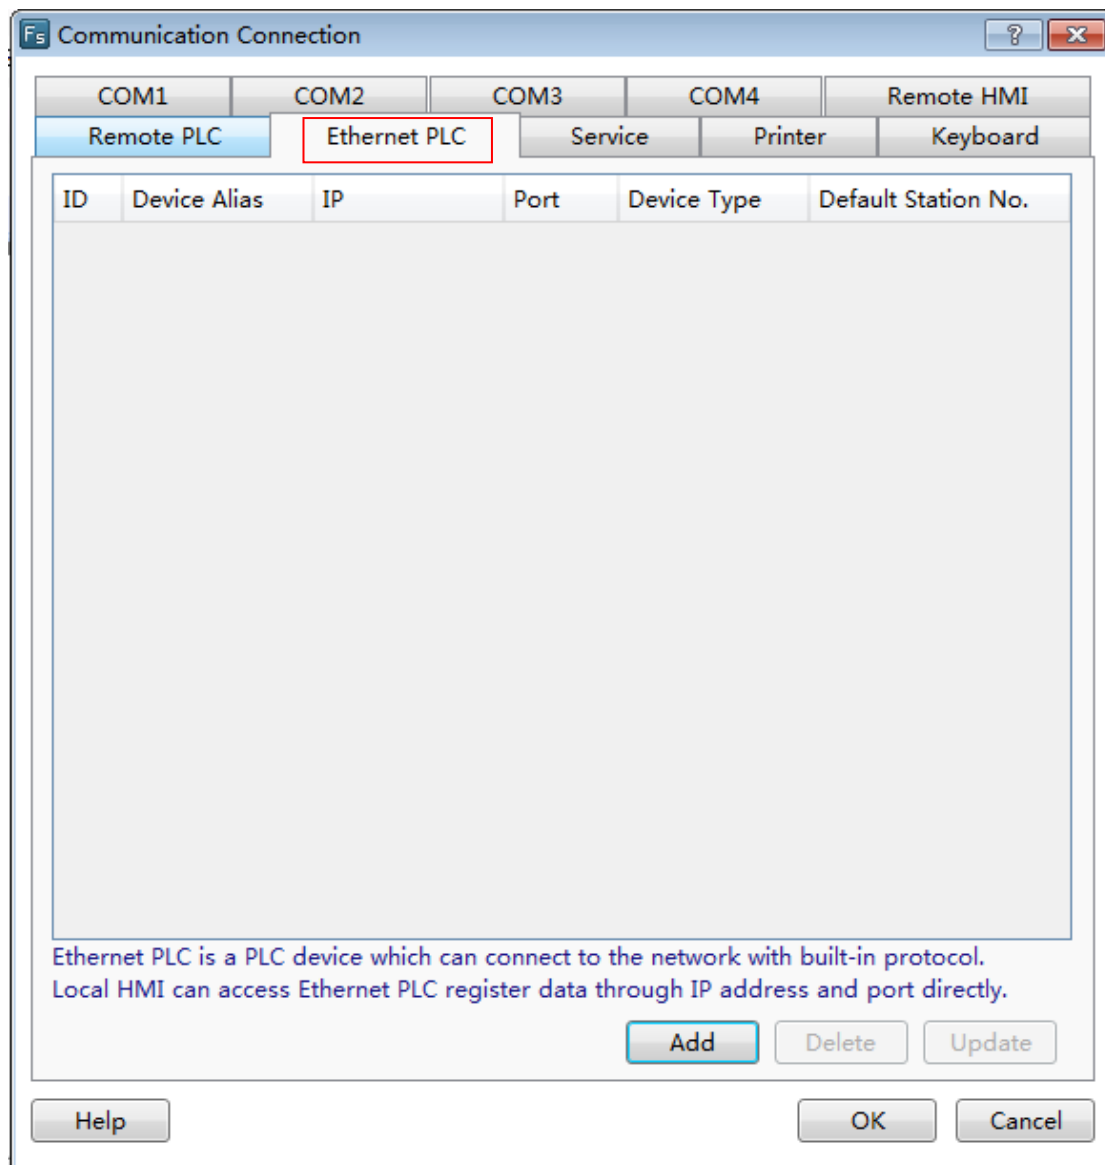 Fs Communication Connection ?
COM1 COM2 COM3 COM4 Remote HMI
Remote PLC Ethernet PLC Service Printer Keyboard
ID Device Alias IP Port Device Type Default Station No.
Ethernet PLC is a PLC device which can connect to the network with built-in protocol.
Local HMI can access Ethernet PLC register data through IP address and port directly.
Add Delete Update
Help OK Cancel